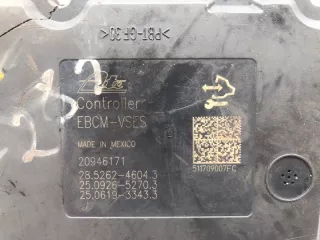 >PBT-GF30<
Ate
Controller
EBCM-VSES
MADE IN MEXICO
20946171
28.5262-4604.3
25.0926-5270.3
25.0619-3343.3
511709007FC